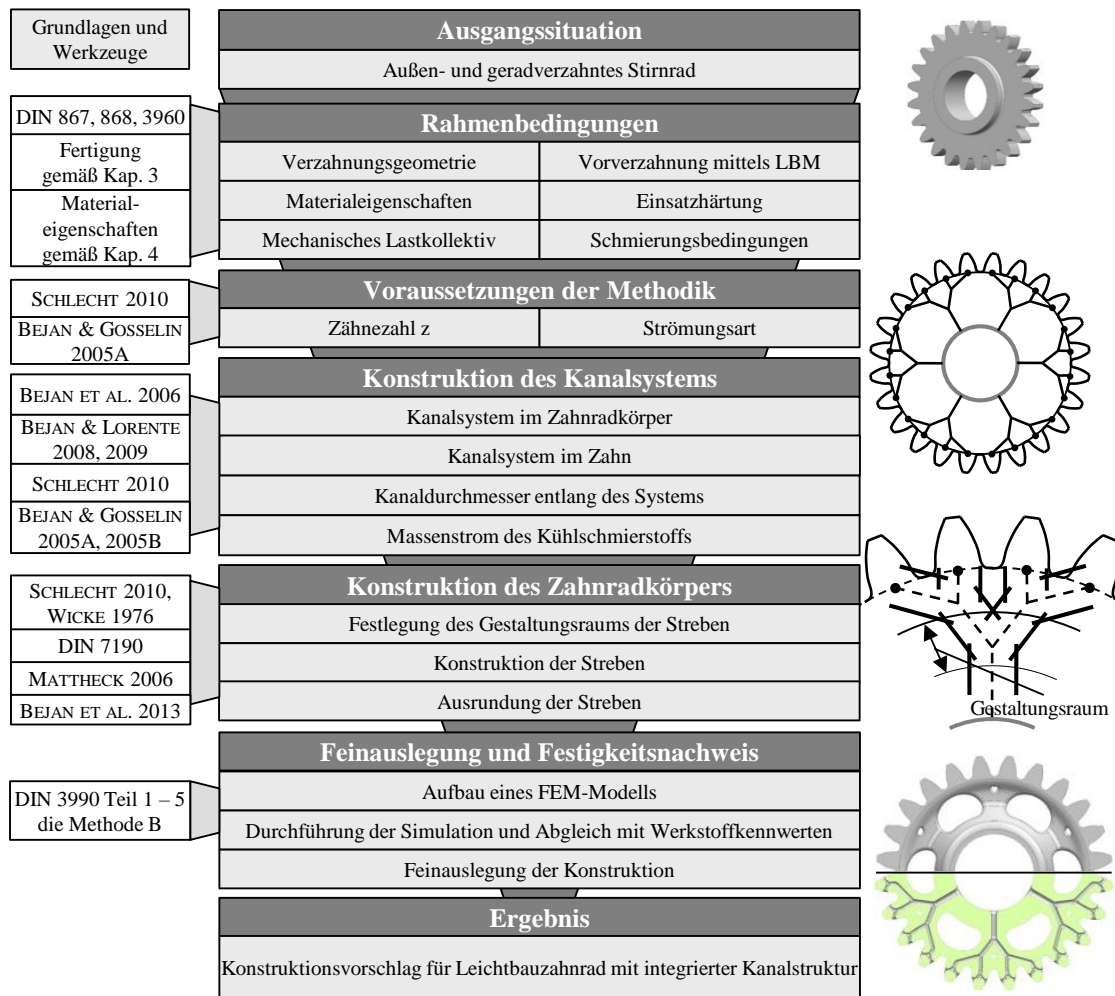 Grundlagen und
Werkzeuge
Ausgangssituation
Außen- und geradverzahntes Stirnrad
DIN 867, 868, 3960
Fertigung
gemäß Kap. 3
Material-
eigenschaften
gemäß Kap. 4
Rahmenbedingungen
Verzahnungsgeometrie
Vorverzahnung mittels LBM
Materialeigenschaften
Einsatzhärtung
Mechanisches Lastkollektiv
Schmierungsbedingungen
SCHLECHT 2010
BEJAN & GOSSELIN
2005A
Voraussetzungen der Methodik
Zähnezahl z
Strömungsart
BEJAN ET AL. 2006
BEJAN & LORENTE
2008, 2009
SCHLECHT 2010
BEJAN & GOSSELIN
2005A, 2005B
Konstruktion des Kanalsystems
Kanalsystem im Zahnradkörper
Kanalsystem im Zahn
Kanaldurchmesser entlang des Systems
Massenstrom des Kühlschmierstoffs
SCHLECHT 2010,
WICKE 1976
DIN 7190
MATTHECK 2006
BEJAN ET AL. 2013
Konstruktion des Zahnradkörpers
Festlegung des Gestaltungsraums der Streben
Konstruktion der Streben
Ausrundung der Streben
Gestaltungsraum
DIN 3990 Teil 1 – 5
die Methode B
Feinauslegung und Festigkeitsnachweis
Aufbau eines FEM-Modells
Durchführung der Simulation und Abgleich mit Werkstoffkennwerten
Feinauslegung der Konstruktion
Ergebnis
Konstruktionsvorschlag für Leichtbauzahnrad mit integrierter Kanalstruktur